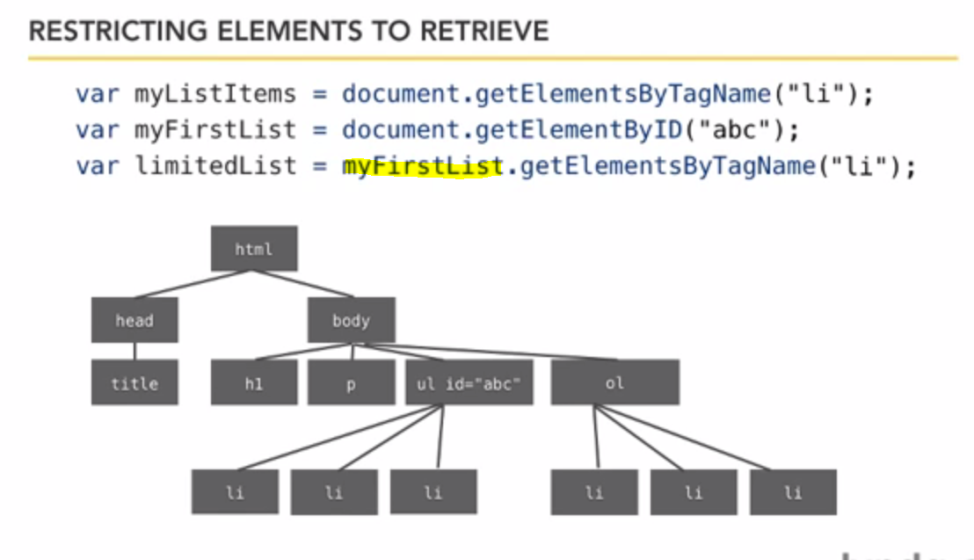 RESTRICTING ELEMENTS TO RETRIEVE
var myListItems = document.getElementsByTagName("li");
var myFirstList = document.getElementByID("abc");
var limitedList = myFirstList.getElementsByTagName("li");
html
head body
title h1 p ul id="abc" ol
li li li li li li